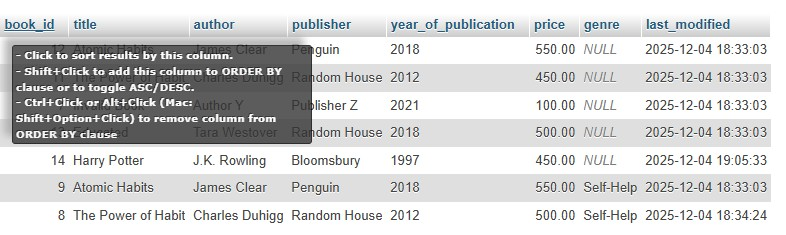 book_id title author publisher year_of_publication price genre last_modified
12 Atomic Habits James Clear Penguin 2018 550.00 NULL 2025-12-04 18:33:03
The Power of Habit Charles Duhigg Random House 2012 450.00 NULL 2025-12-04 18:33:03
Invalid Book Author Y Publisher Z 2021 100.00 NULL 2025-12-04 18:33:03
Educated Tara Westover Random House 2018 500.00 NULL 2025-12-04 18:33:03
14 Harry Potter J.K. Rowling Bloomsbury 1997 450.00 NULL 2025-12-04 19:05:33
9 Atomic Habits James Clear Penguin 2018 550.00 Self-Help 2025-12-04 18:33:03
8 The Power of Habit Charles Duhigg Random House 2012 500.00 Self-Help 2025-12-04 18:34:24
- Click to sort results by this column.
- Shift+Click to add this column to ORDER BY
clause or to toggle ASC/DESC.
- Ctrl+Click or Alt+Click (Mac:
Shift+Option+Click) to remove column from
ORDER BY clause